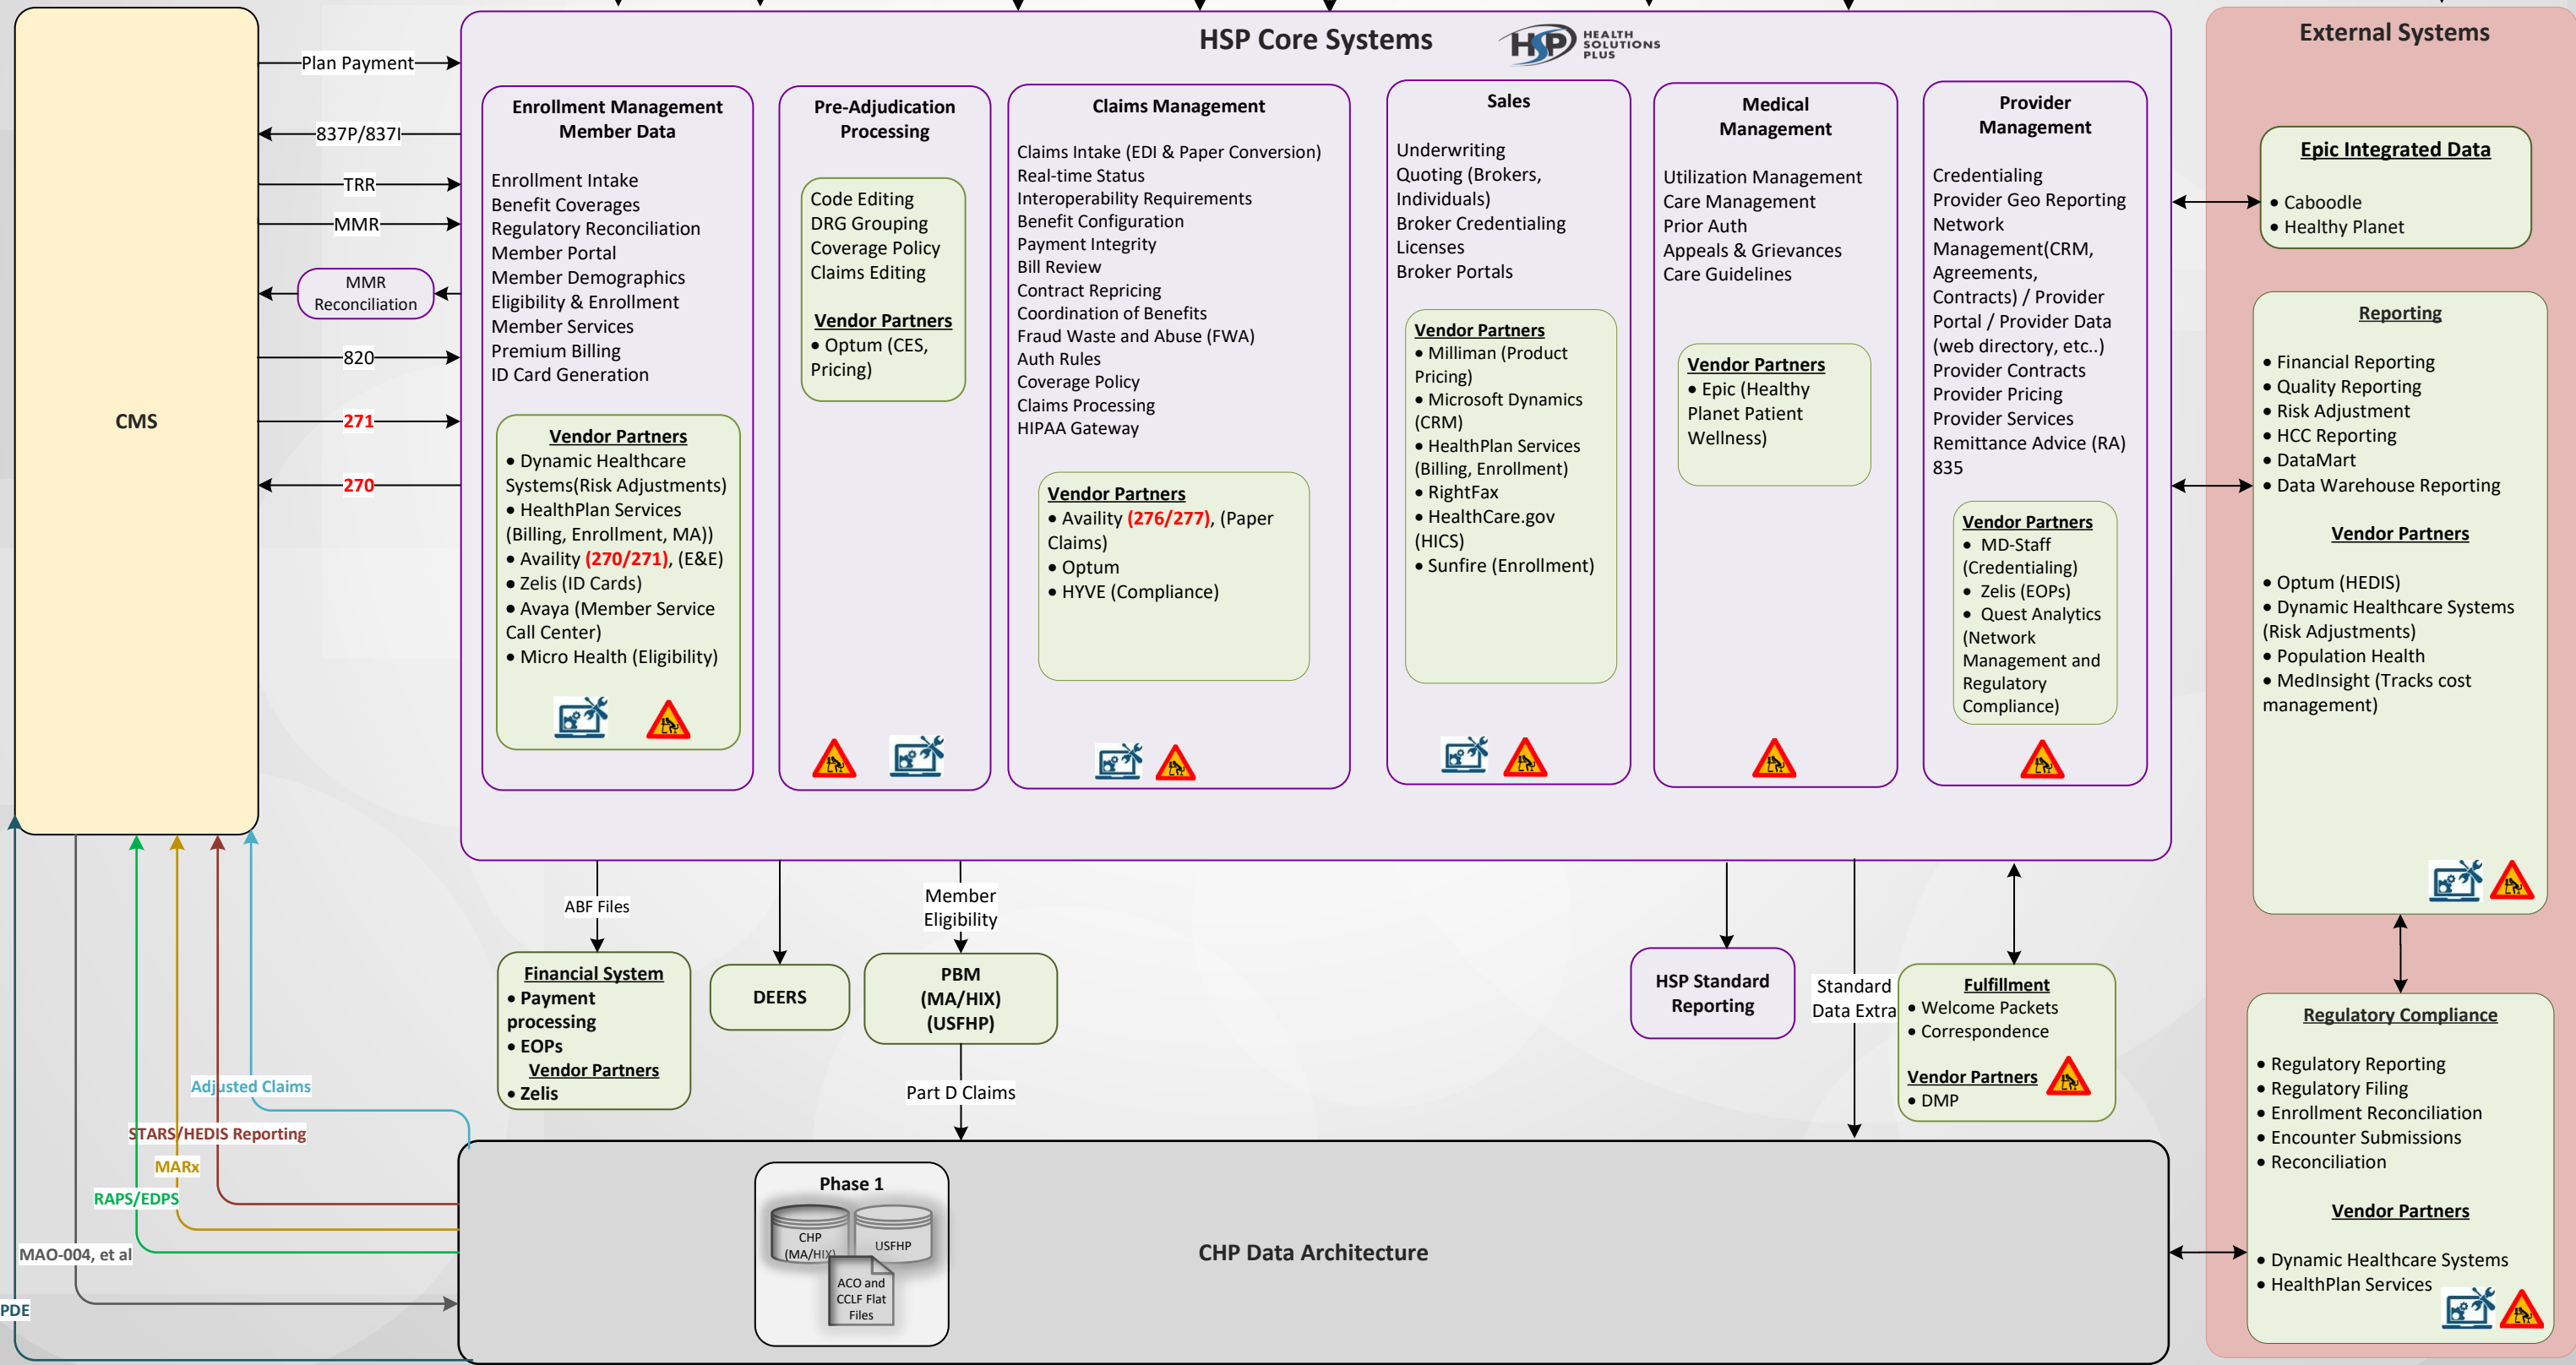 CMS
Plan Payment
837P/837I
TRR
MMR
MMR
Reconciliation
820
271
270
HSP Core Systems
HSP
HEALTH
SOLUTIONS
PLUS
Enrollment Management
Member Data
Enrollment Intake
Benefit Coverages
Regulatory Reconciliation
Member Portal
Member Demographics
Eligibility & Enrollment
Member Services
Premium Billing
ID Card Generation
Vendor Partners
• Dynamic Healthcare
Systems(Risk Adjustments)
• HealthPlan Services
(Billing, Enrollment, MA))
• Availity (270/271), (E&E)
• Zelis (ID Cards)
• Avaya (Member Service
Call Center)
• Micro Health (Eligibility)
Pre-Adjudication
Processing
Code Editing
DRG Grouping
Coverage Policy
Claims Editing
Vendor Partners
• Optum (CES,
Pricing)
Claims Management
Claims Intake (EDI & Paper Conversion)
Real-time Status
Interoperability Requirements
Benefit Configuration
Payment Integrity
Bill Review
Contract Repricing
Coordination of Benefits
Fraud Waste and Abuse (FWA)
Auth Rules
Coverage Policy
Claims Processing
HIPAA Gateway
Vendor Partners
• Availity (276/277), (Paper
Claims)
• Optum
• HYVE (Compliance)
Sales
Underwriting
Quoting (Brokers,
Individuals)
Broker Credentialing
Licenses
Broker Portals
Vendor Partners
• Milliman (Product
Pricing)
• Microsoft Dynamics
(CRM)
• HealthPlan Services
(Billing, Enrollment)
• RightFax
• HealthCare.gov
(HICS)
• Sunfire (Enrollment)
Medical
Management
Utilization Management
Care Management
Prior Auth
Appeals & Grievances
Care Guidelines
Vendor Partners
• Epic (Healthy
Planet Patient
Wellness)
Provider
Management
Credentialing
Provider Geo Reporting
Network
Management(CRM,
Agreements,
Contracts) / Provider
Portal / Provider Data
(web directory, etc..)
Provider Contracts
Provider Pricing
Provider Services
Remittance Advice (RA)
835
Vendor Partners
• MD-Staff
(Credentialing)
• Zelis (EOPs)
• Quest Analytics
(Network
Management and
Regulatory
Compliance)
External Systems
Epic Integrated Data
• Caboodle
• Healthy Planet
Reporting
• Financial Reporting
• Quality Reporting
• Risk Adjustment
• HCC Reporting
• DataMart
• Data Warehouse Reporting
Vendor Partners
• Optum (HEDIS)
• Dynamic Healthcare Systems
(Risk Adjustments)
• Population Health
• MedInsight (Tracks cost
management)
Regulatory Compliance
• Regulatory Reporting
• Regulatory Filing
• Enrollment Reconciliation
• Encounter Submissions
• Reconciliation
Vendor Partners
• Dynamic Healthcare Systems
• HealthPlan Services
ABF Files
Financial System
• Payment
processing
• EOPs
Vendor Partners
• Zelis
DEERS
Member
Eligibility
PBM
(MA/HIX)
(USFHP)
Part D Claims
HSP Standard
Reporting
Standard
Data Extra
Fulfillment
• Welcome Packets
• Correspondence
Vendor Partners
• DMP
Adjusted Claims
STARS/HEDIS Reporting
MARx
RAPS/EDPS
MAO-004, et al
PDE
Phase 1
CHP
(MA/HIX)
USFHP
ACO and
CCLF Flat
Files
CHP Data Architecture